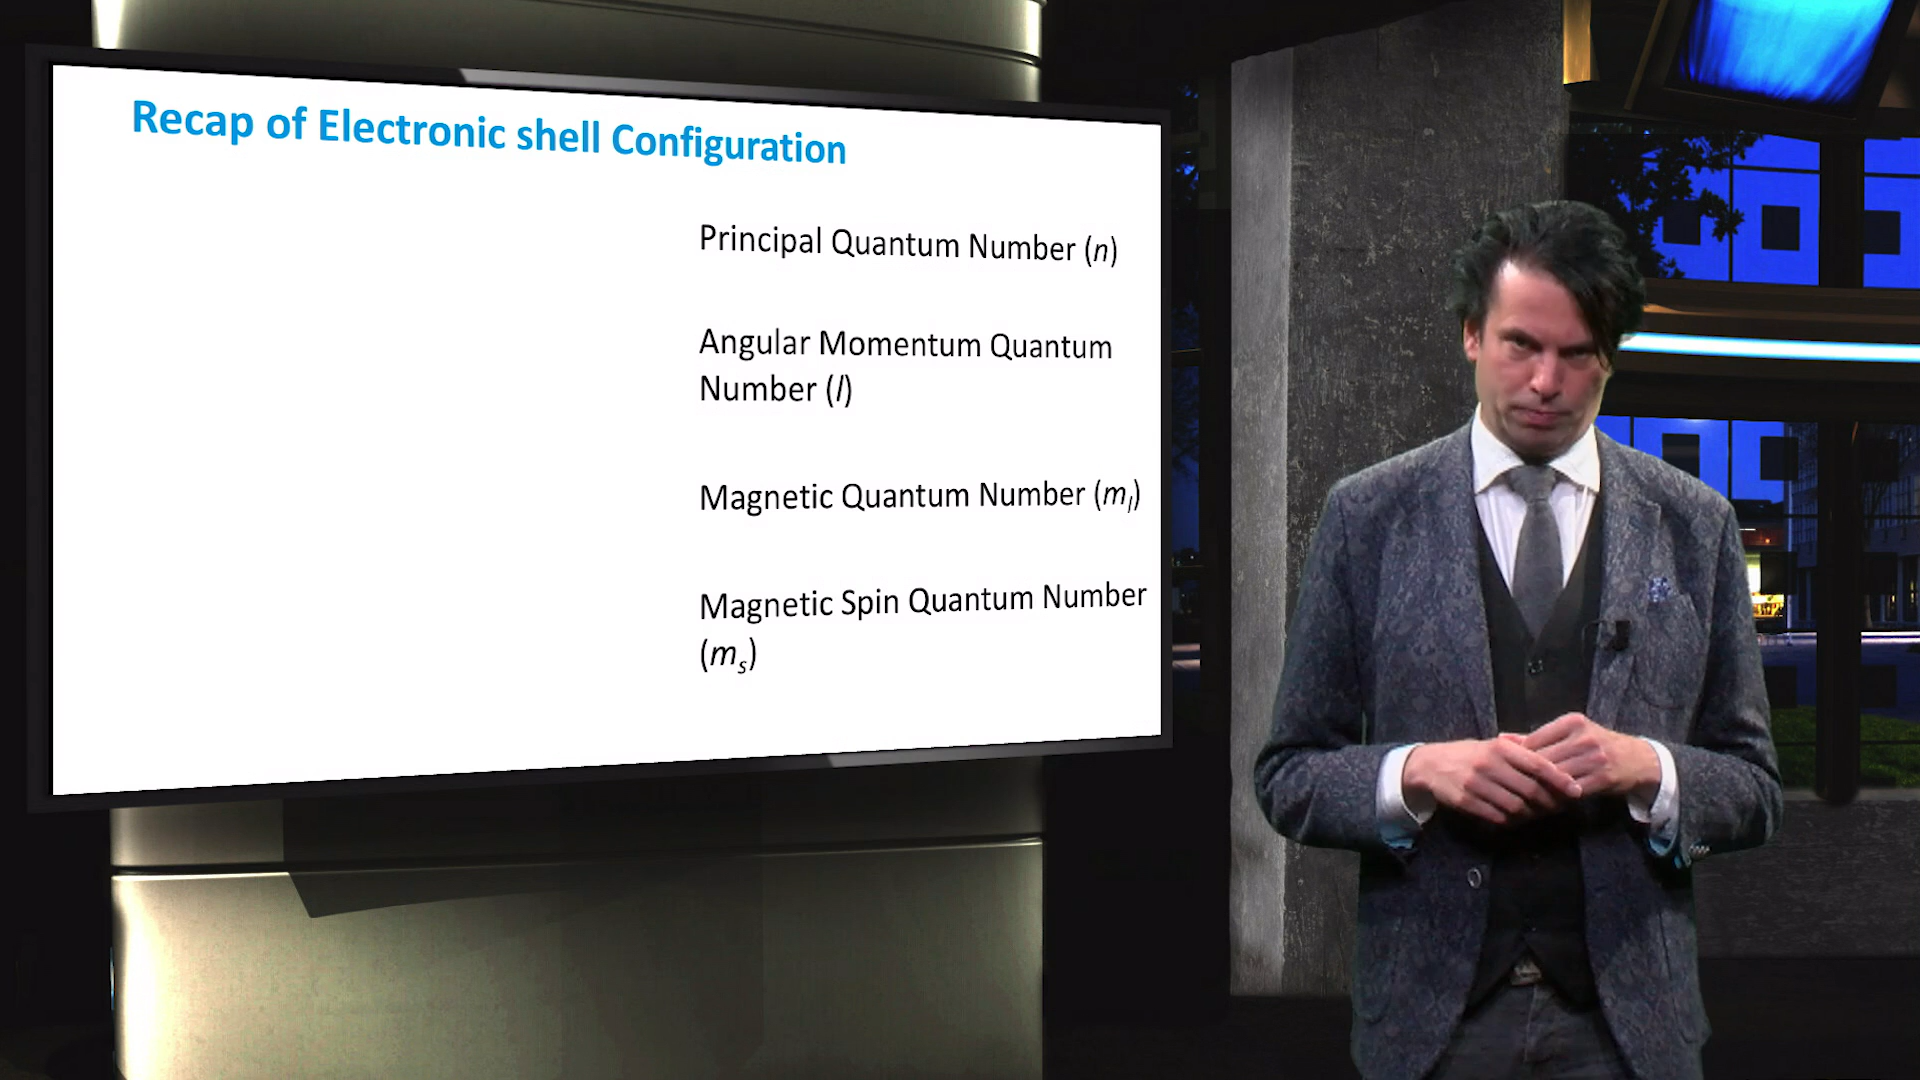 Recap of Electronic shell Configuration
Principal Quantum Number (n)
Angular Momentum Quantum
Number (l)
Magnetic Quantum Number (ml)
Magnetic Spin Quantum Number
(ms)